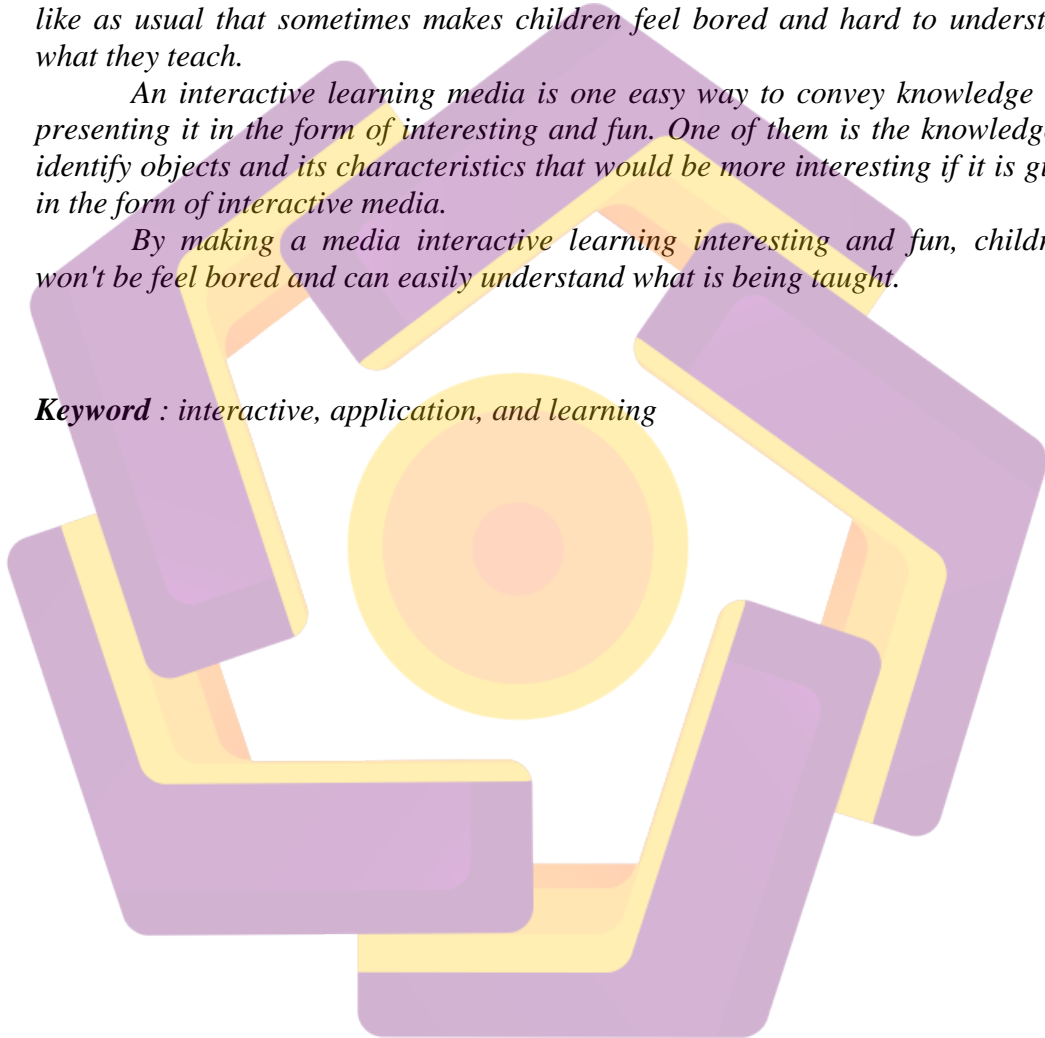 like as usual that sometimes makes children feel bored and hard to
what they teach.
An interactive learning media is one easy way to convey knowledge
presenting it in the form of interesting and fun. One of them is the
identify objects and its characteristics that would be more interesting if it is
in the form of interactive media.
By making a media interactive learning interesting and fun,
won't be feel bored and can easily understand what is being taught.
Keyword : interactive, application, and learning